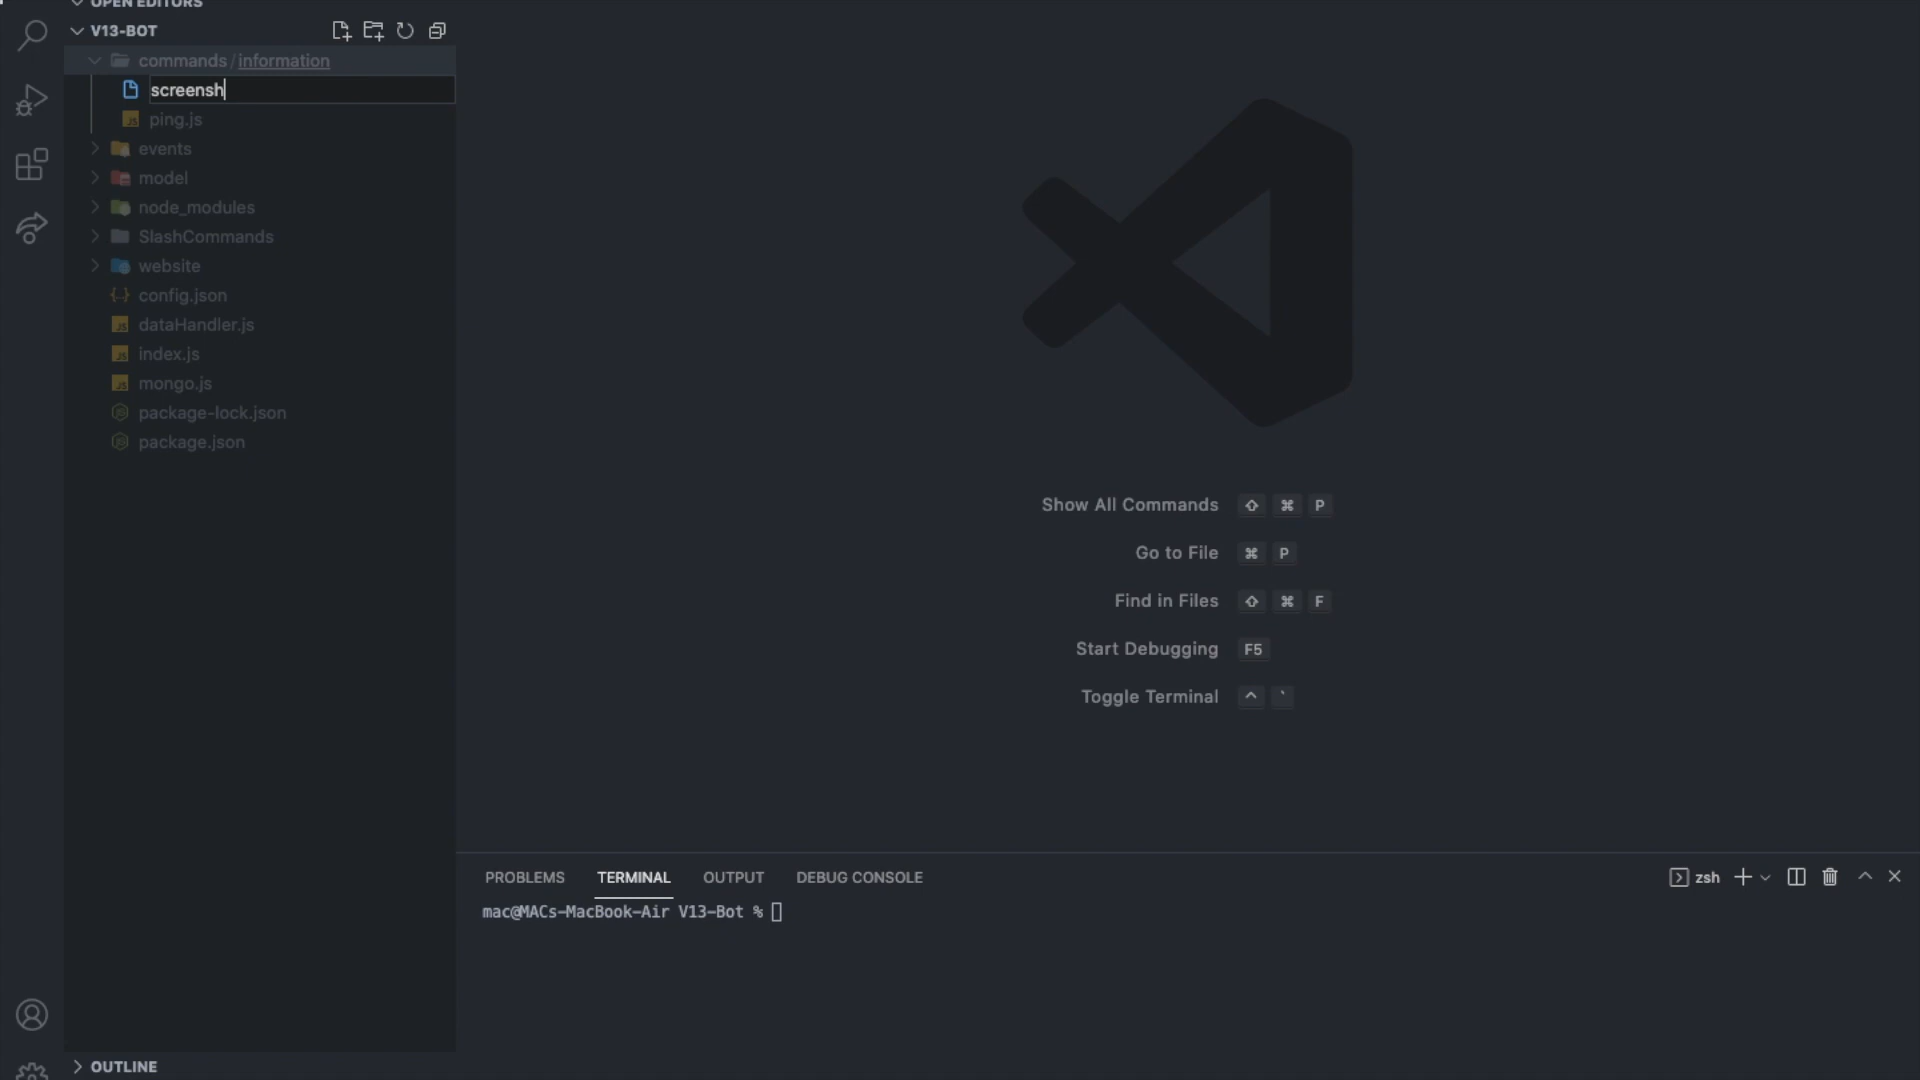 OPEN EDITORS
V13-BOT
commands / information
screensh
ping.js
events
model
node_modules
SlashCommands
website
config.json
dataHandler.js
index.js
mongo.js
package-lock.json
package.json
Show All Commands ⇧ ⌘ P
Go to File ⌘ P
Find in Files ⇧ ⌘ F
Start Debugging F5
Toggle Terminal ^ `
PROBLEMS TERMINAL OUTPUT DEBUG CONSOLE zsh
mac@MACs-MacBook-Air V13-Bot %
OUTLINE